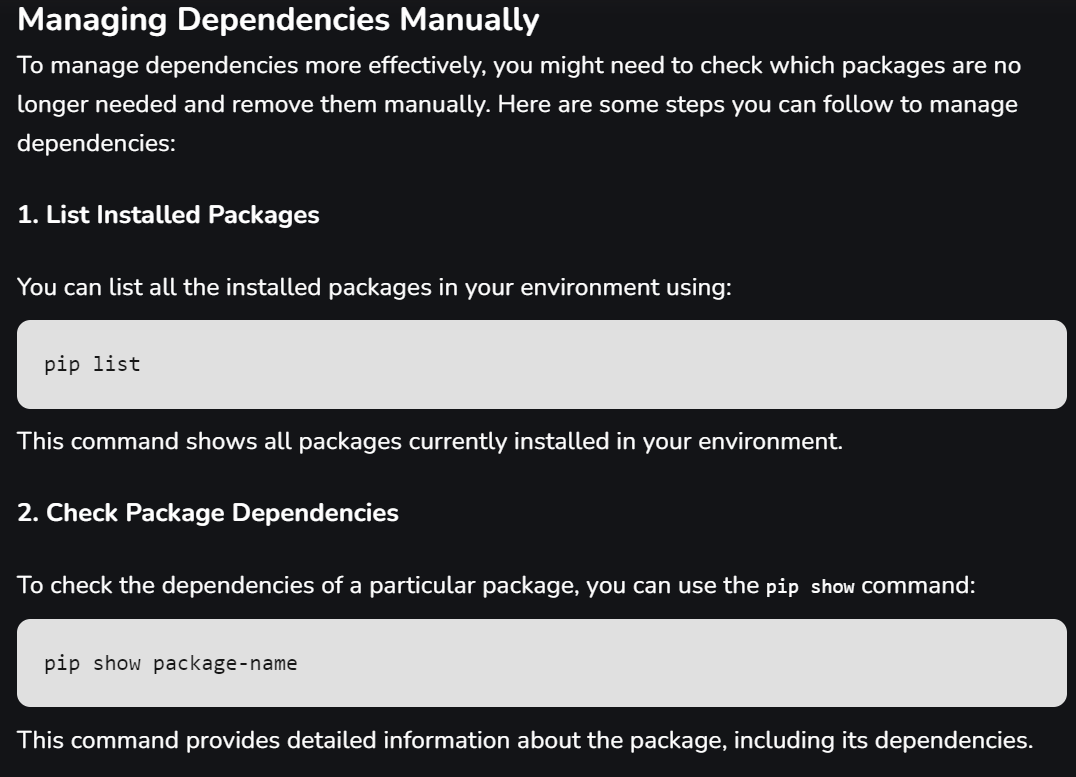 Managing Dependencies Manually
To manage dependencies more effectively, you might need to check which packages are no
longer needed and remove them manually. Here are some steps you can follow to manage
dependencies:
1. List Installed Packages
You can list all the installed packages in your environment using:
pip list
This command shows all packages currently installed in your environment.
2. Check Package Dependencies
To check the dependencies of a particular package, you can use the pip show command:
pip show package-name
This command provides detailed information about the package, including its dependencies.